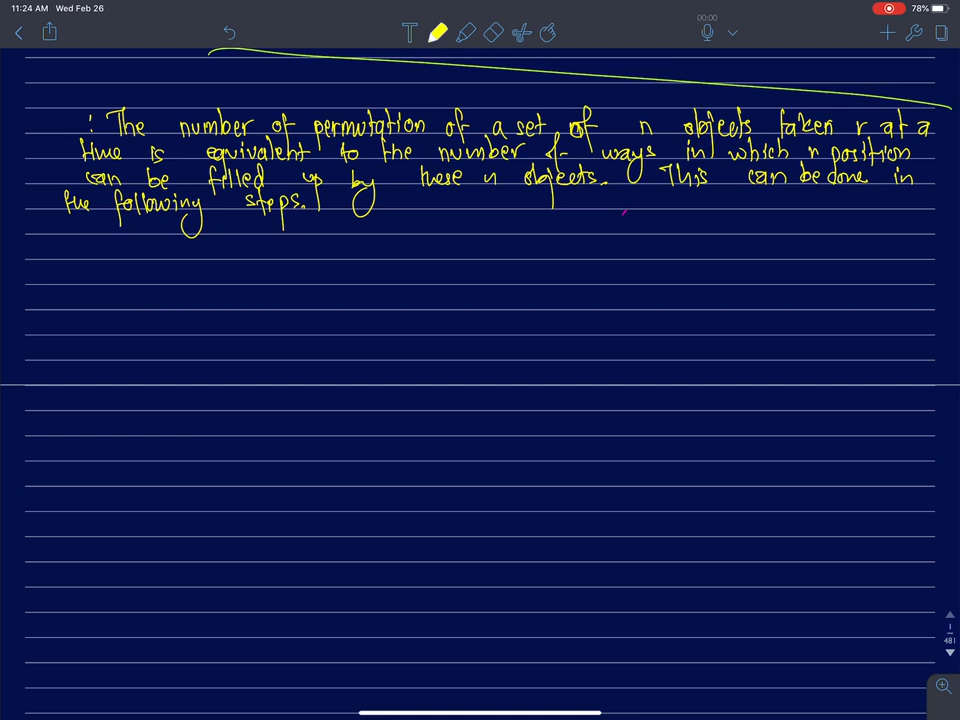 11:24 AM Wed Feb 26
78%
00:00
: The number of permutation of a set of n objects taken r at a
time is equivalent to the number of ways in which r position
can be filled up by these n objects. This can be done in
the following steps.
1
481